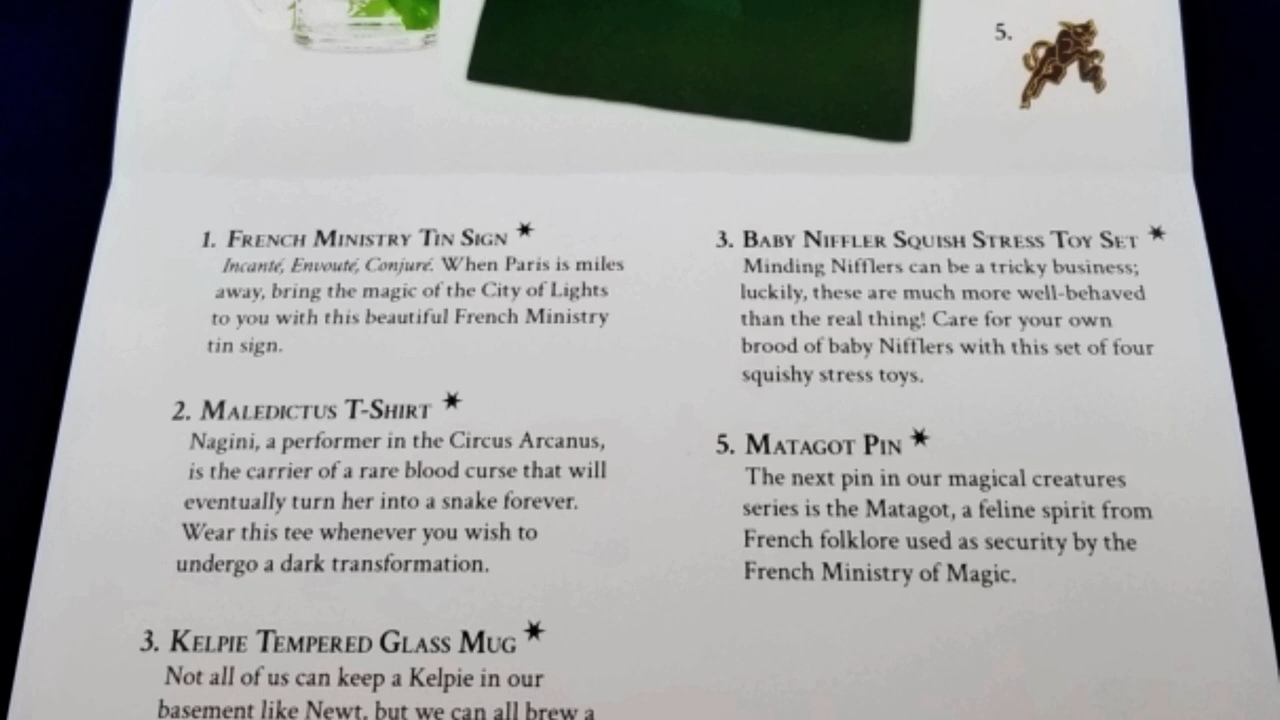 5.
1. French Ministry Tin Sign ✶
Incanté, Envouté, Conjuré. When Paris is miles
away, bring the magic of the City of Lights
to you with this beautiful French Ministry
tin sign.
2. Maledictus T-Shirt ✶
Nagini, a performer in the Circus Arcanus,
is the carrier of a rare blood curse that will
eventually turn her into a snake forever.
Wear this tee whenever you wish to
undergo a dark transformation.
3. Kelpie Tempered Glass Mug ✶
Not all of us can keep a Kelpie in our
basement like Newt, but we can all brew a
3. Baby Niffler Squish Stress Toy Set ✶
Minding Nifflers can be a tricky business;
luckily, these are much more well-behaved
than the real thing! Care for your own
brood of baby Nifflers with this set of four
squishy stress toys.
5. Matagot Pin ✶
The next pin in our magical creatures
series is the Matagot, a feline spirit from
French folklore used as security by the
French Ministry of Magic.